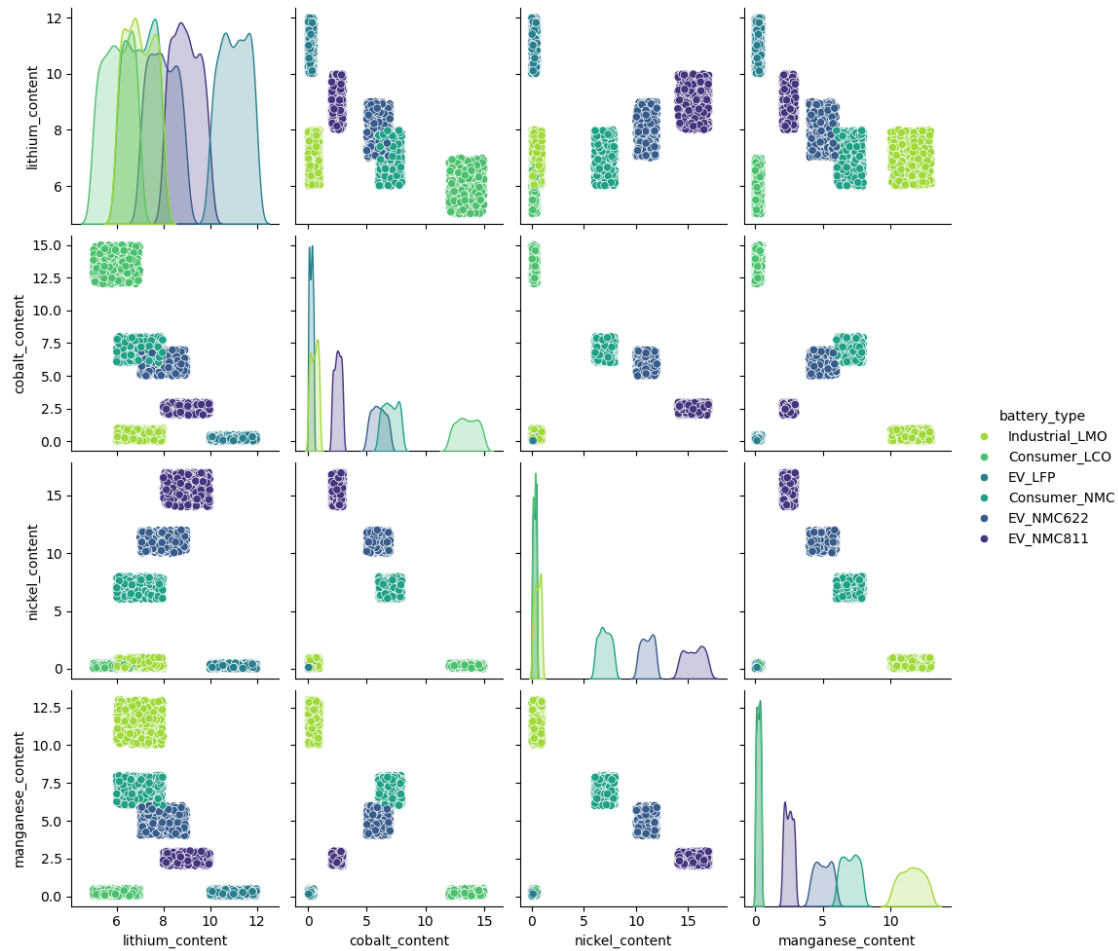 12
10
8
6
lithium_content
15.0
12.5
10.0
7.5
5.0
2.5
0.0
cobalt_content
15
10
5
0
nickel_content
12.5
10.0
7.5
5.0
2.5
0.0
manganese_content
6 8 10 12
lithium_content
0 5 10 15
cobalt_content
0 5 10 15
nickel_content
0 5 10
manganese_content
battery_type
Industrial_LMO
Consumer_LCO
EV_LFP
Consumer_NMC
EV_NMC622
EV_NMC811